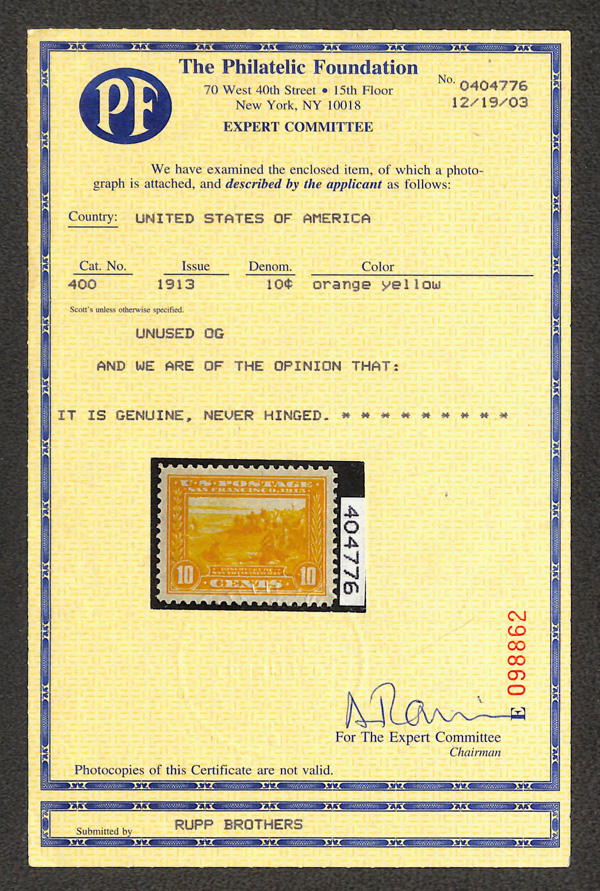 PF
The Philatelic Foundation
70 West 40th Street • 15th Floor
New York, NY 10018
EXPERT COMMITTEE
No. 0404776
12/19/03
We have examined the enclosed item, of which a photo-
graph is attached, and described by the applicant as follows:
Country: UNITED STATES OF AMERICA
Cat. No. Issue Denom. Color
400 1913 10¢ orange yellow
Scott's unless otherwise specified.
UNUSED OG
AND WE ARE OF THE OPINION THAT:
IT IS GENUINE, NEVER HINGED. * * * * * * * * *
U·S·POSTAGE
SAN FRANCISCO, 1915
10 CENTS 10
404776
E 098862
For The Expert Committee
Chairman
Photocopies of this Certificate are not valid.
Submitted by RUPP BROTHERS